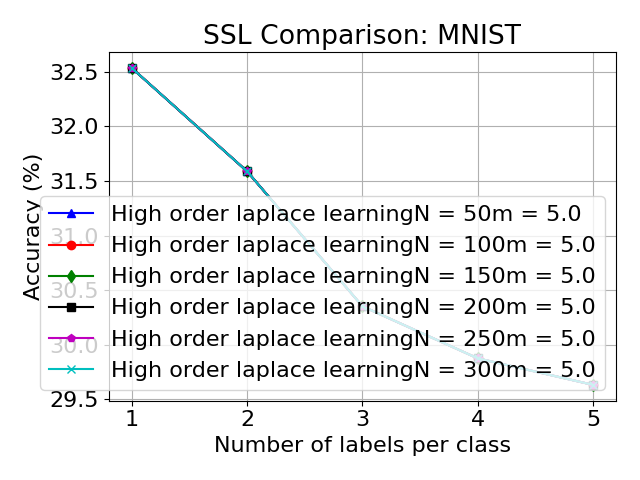 SSL Comparison: MNIST
32.5
32.0
31.5
31.0
30.5
30.0
29.5
Accuracy (%)
High order laplace learningN = 50m = 5.0
High order laplace learningN = 100m = 5.0
High order laplace learningN = 150m = 5.0
High order laplace learningN = 200m = 5.0
High order laplace learningN = 250m = 5.0
High order laplace learningN = 300m = 5.0
1 2 3 4 5
Number of labels per class